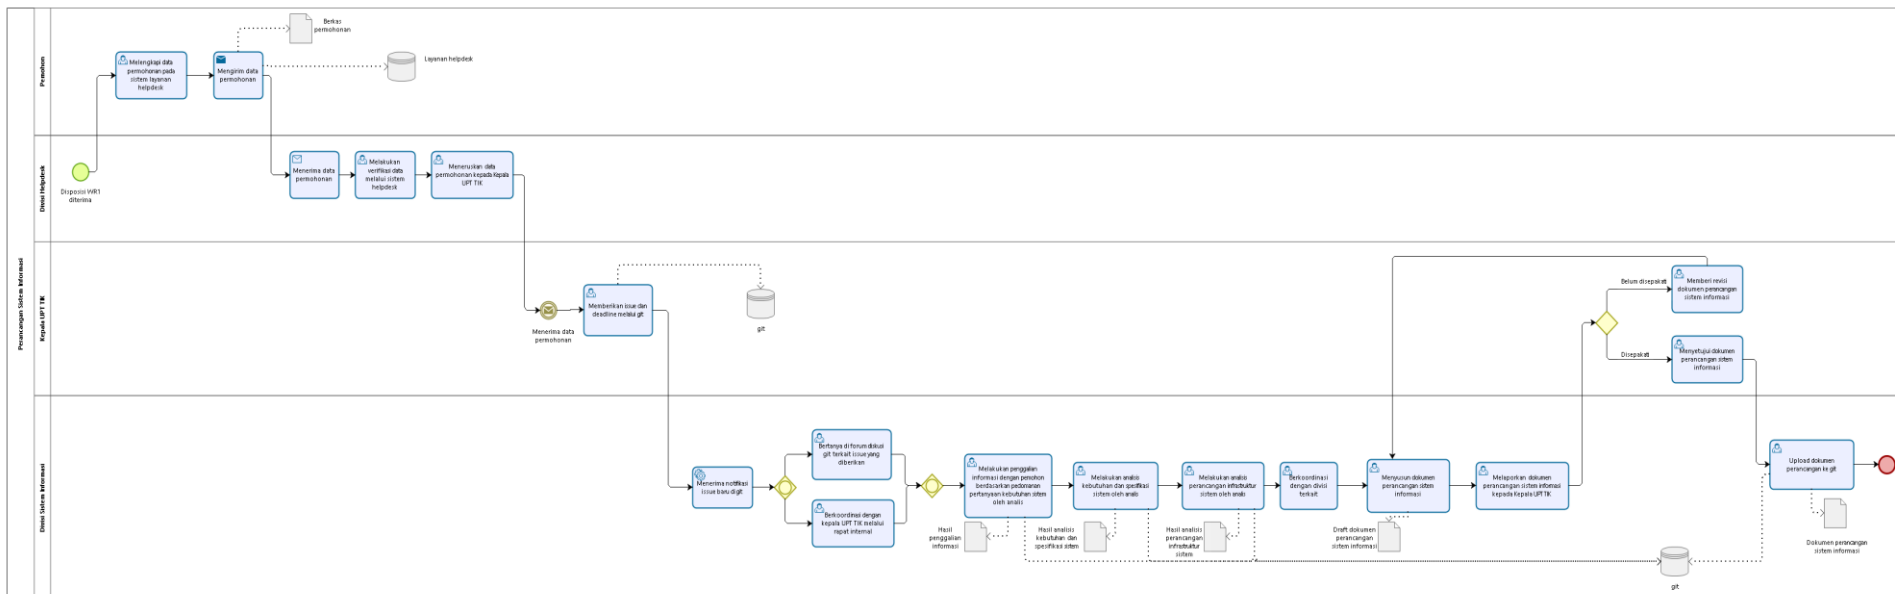 Perancangan Sistem Informasi
Pemohon
Melengkapi data
permohonan pada
sistem layanan
helpdesk
Mengirim data
permohonan
Berkas
permohonan
Layanan helpdesk
Divisi Helpdesk
Disposisi WR1
diterima
Menerima data
permohonan
Melakukan
verifikasi data
melalui sistem
helpdesk
Meneruskan data
permohonan kepada Kepala
UPT TIK
Kepala UPT TIK
Menerima data
permohonan
Memberikan issue dan
deadline melalui git
git
Belum disepakati
Memberi revisi
dokumen perancangan
sistem informasi
Disepakati
Menyetujui dokumen
perancangan sistem
informasi
Divisi Sistem Informasi
Menerima notifikasi
issue baru di git
Bertanya di forum diskusi
git terkait issue yang
diberikan
Berkoordinasi dengan
kepala UPT TIK melalui
rapat internal
Melakukan penggalian
informasi dengan pemohon
berdasarkan pedoman
pertanyaan kebutuhan sistem
oleh analis
Hasil
penggalian
informasi
Melakukan analisis
kebutuhan dan spesifikasi
sistem oleh analis
Hasil analisis
kebutuhan dan
spesifikasi sistem
Melakukan analisis
perancangan infrastruktur
sistem oleh analis
Hasil analisis
perancangan
infrastruktur
sistem
Berkoordinasi
dengan divisi
terkait
Menyusun dokumen
perancangan sistem
informasi
Draft dokumen
perancangan
sistem informasi
Melaporkan dokumen
perancangan sistem informasi
kepada Kepala UPT TIK
Upload dokumen
perancangan ke git
Dokumen perancangan
sistem informasi
git